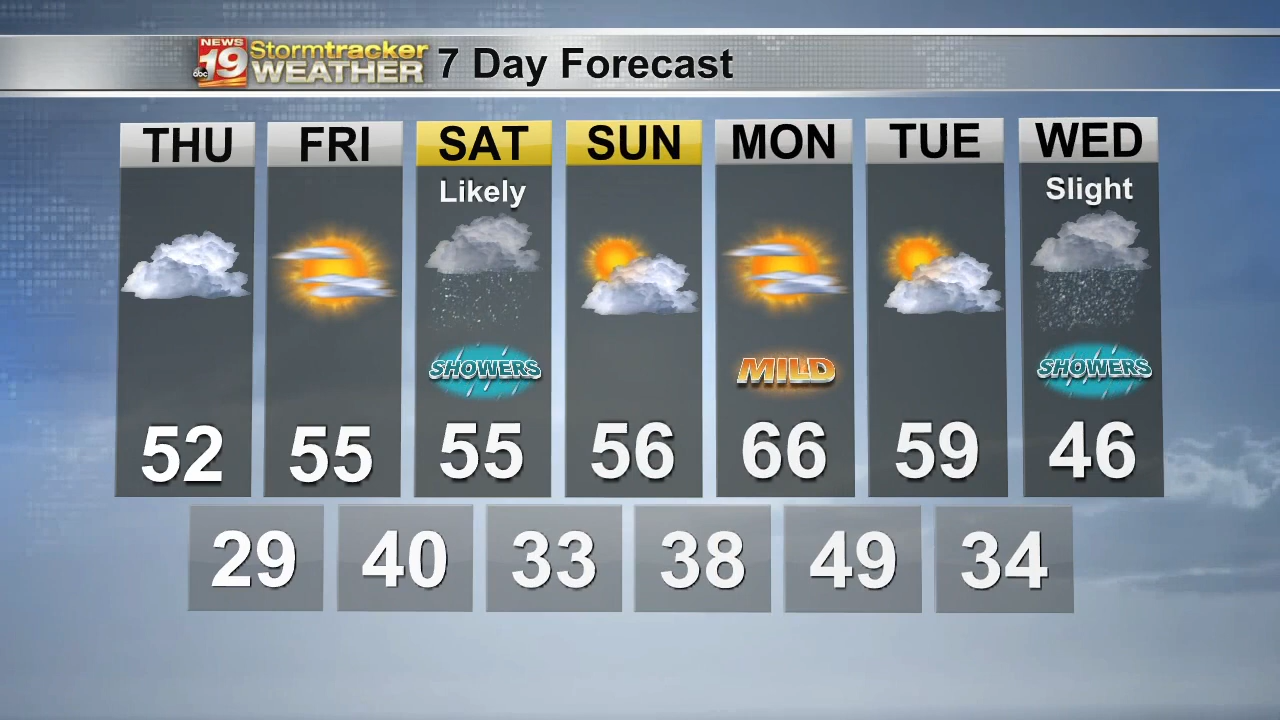 NEWS
abc 19
Stormtracker
WEATHER
7 Day Forecast
THU FRI SAT SUN MON TUE WED
Likely Slight
SHOWERS MILD SHOWERS
52 55 55 56 66 59 46
29 40 33 38 49 34